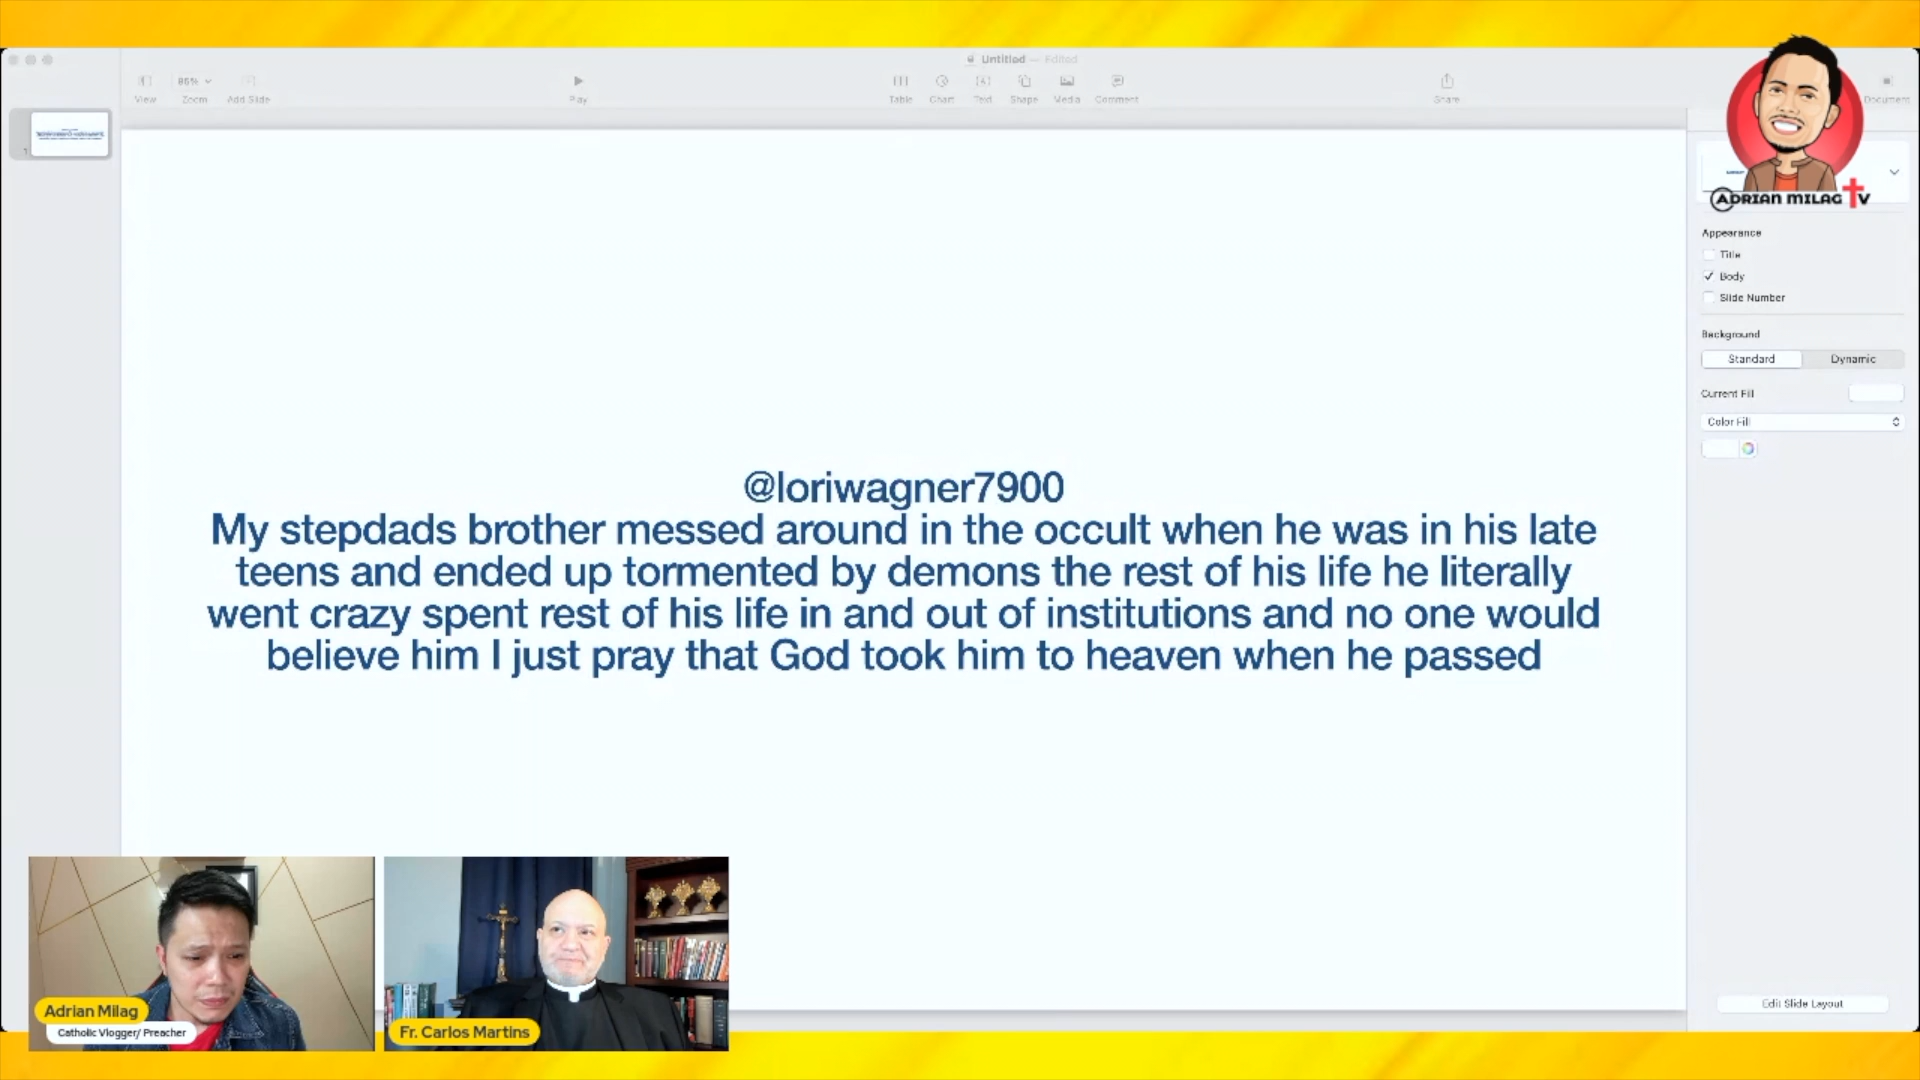 Untitled — Edited
86%
View
Zoom
Add Slide
Play
Table
Chart
Text
Shape
Media
Comment
Share
Document
1
ADRIAN MILAG TV
Appearance
Title
Body
Slide Number
Background
Standard
Dynamic
Current Fill
Color Fill
@loriwagner7900
My stepdads brother messed around in the occult when he was in his late
teens and ended up tormented by demons the rest of his life he literally
went crazy spent rest of his life in and out of institutions and no one would
believe him I just pray that God took him to heaven when he passed
Edit Slide Layout
Adrian Milag
Catholic Vlogger/ Preacher
Fr. Carlos Martins